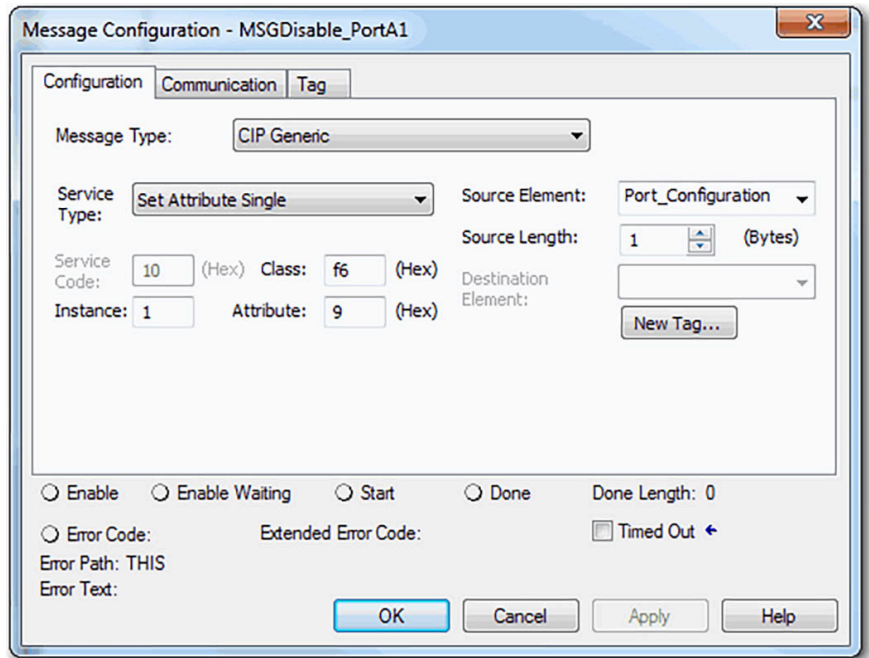 Message Configuration - MSGDisable_PortA1
Configuration Communication Tag
Message Type: CIP Generic
Service Type: Set Attribute Single
Source Element: Port_Configuration
Source Length: 1 (Bytes)
Service Code: 10 (Hex) Class: f6 (Hex)
Destination Element:
Instance: 1 Attribute: 9 (Hex)
New Tag...
Enable Enable Waiting Start Done Done Length: 0
Error Code: Extended Error Code: Timed Out
Error Path: THIS
Error Text:
OK Cancel Apply Help